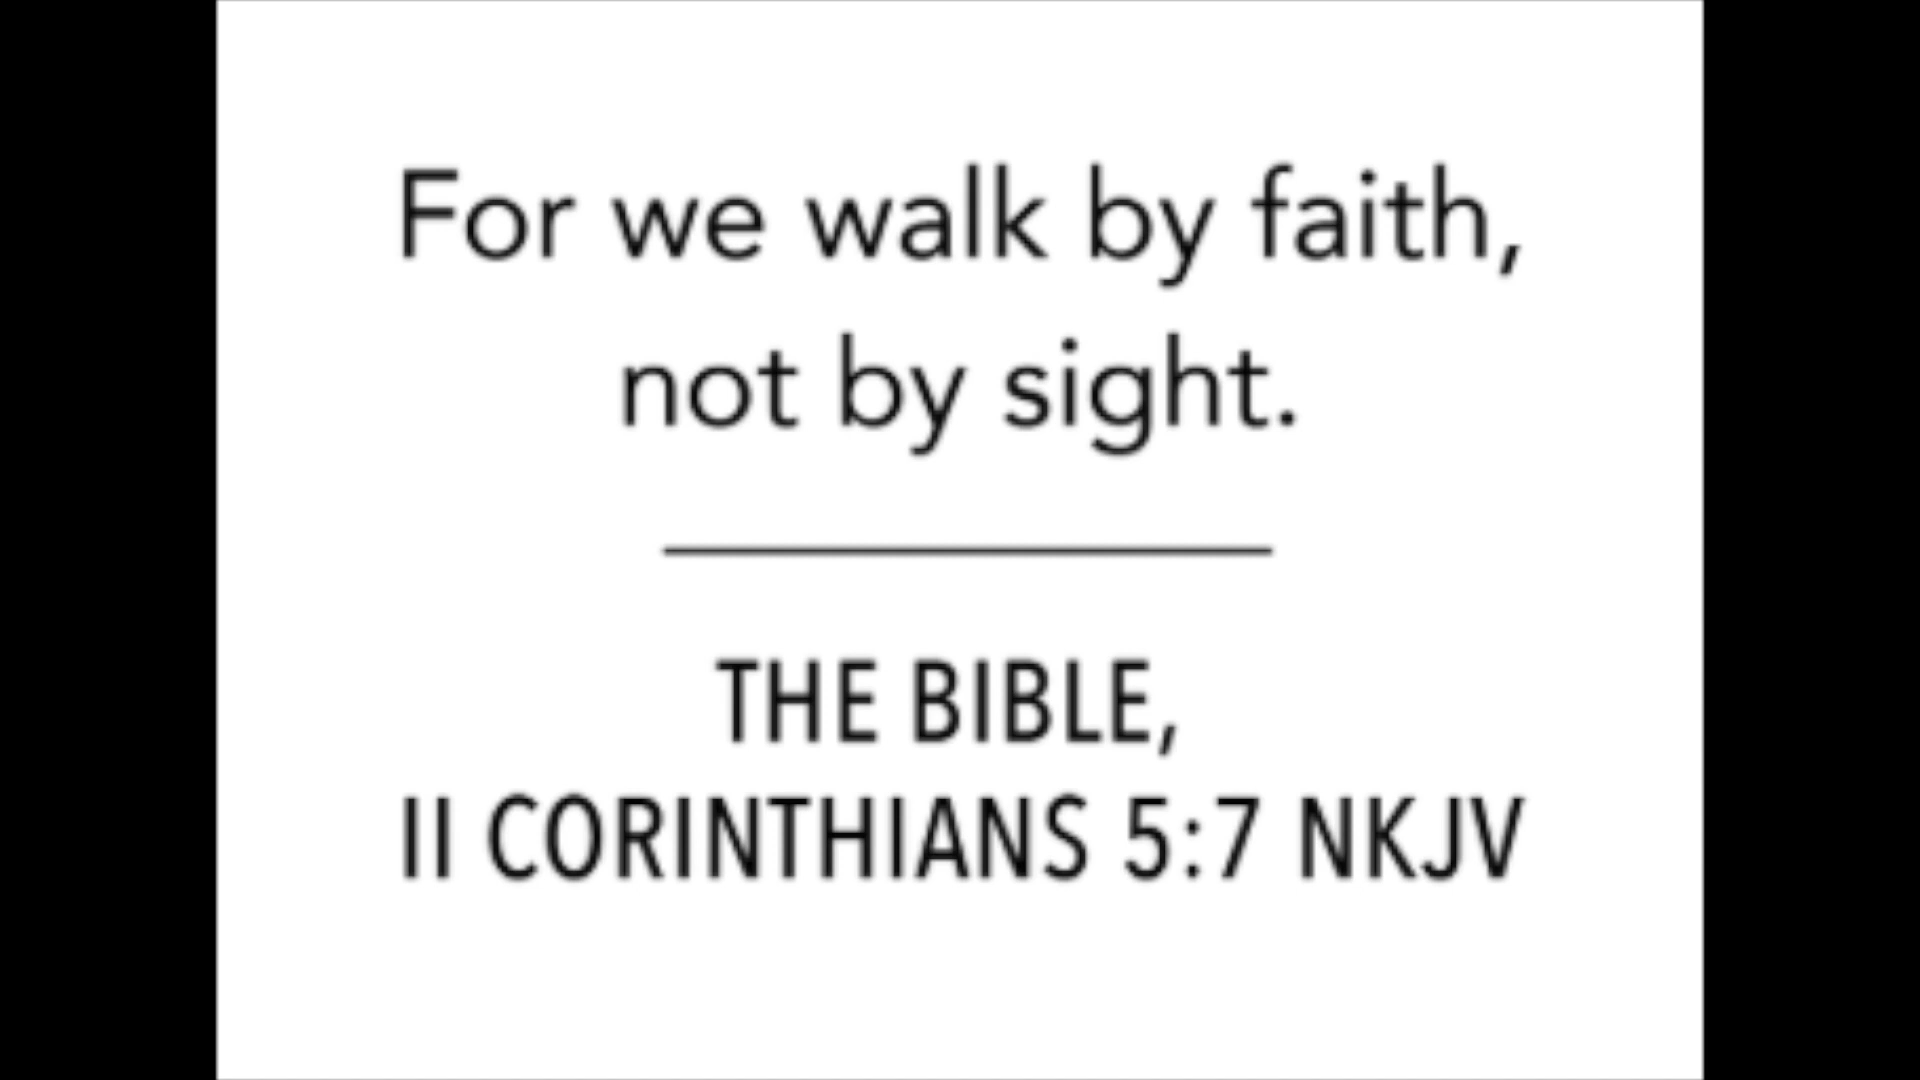 For we walk by faith,
not by sight.
THE BIBLE,
II CORINTHIANS 5:7 NKJV